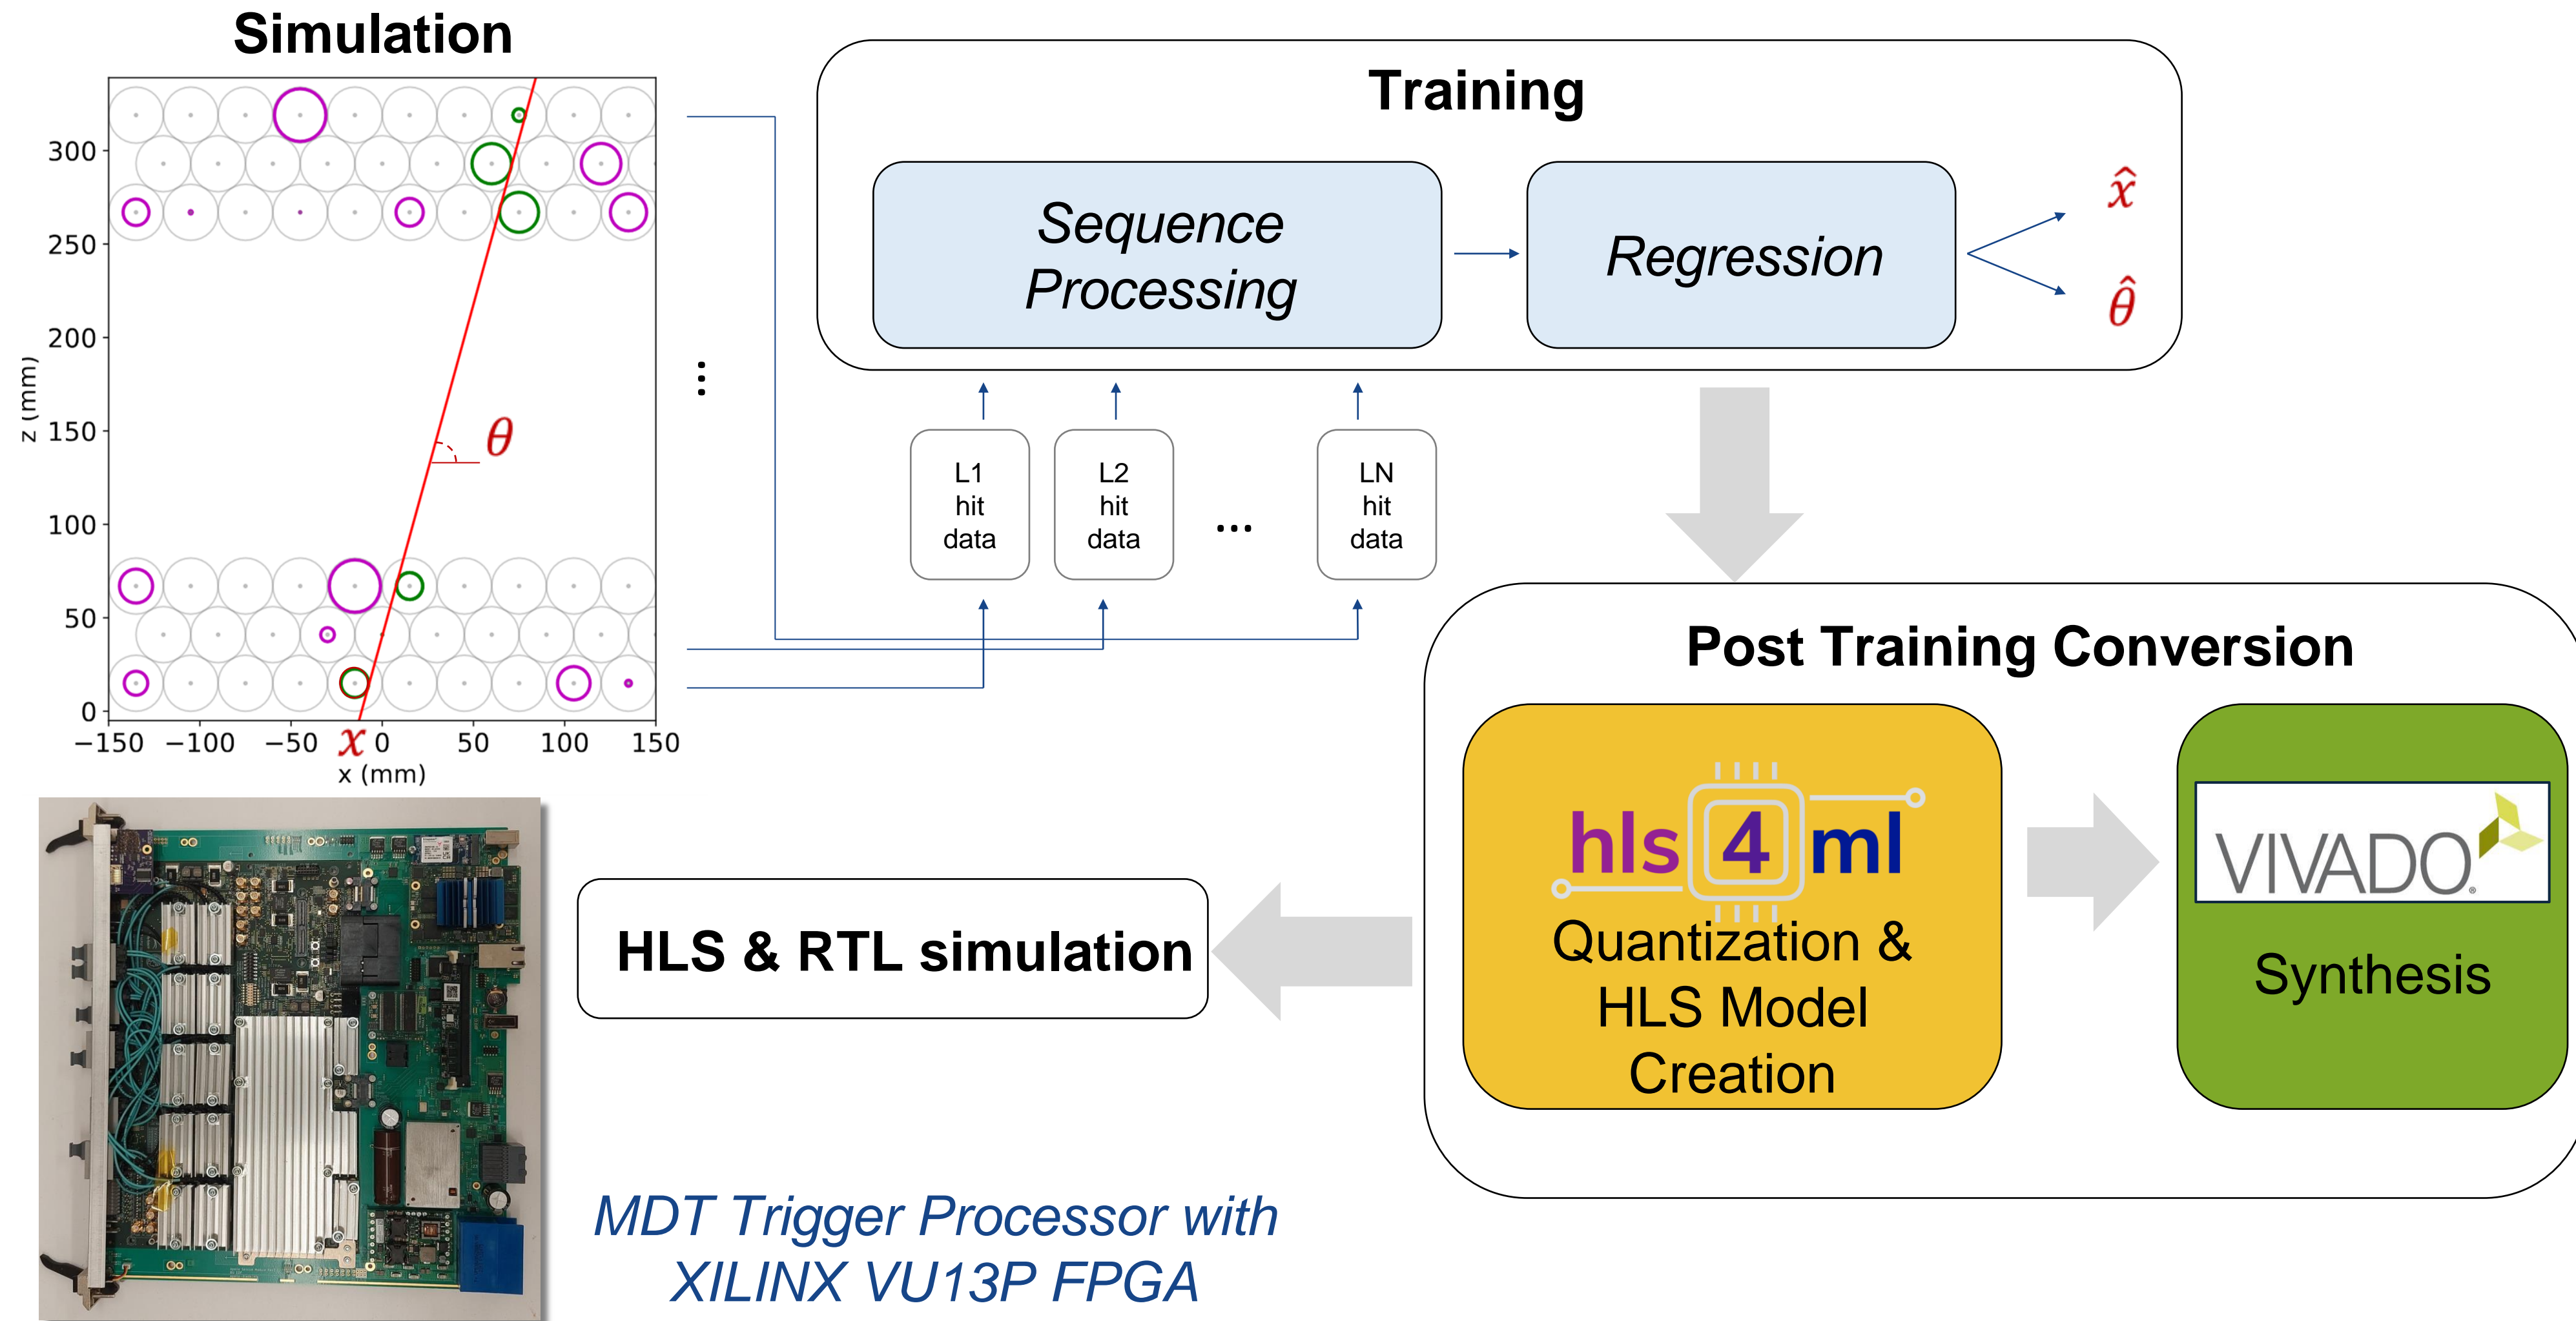 Simulation
300
250
200
150
100
50
0
z (mm)
θ
−150 −100 −50 x 0 50 100 150
x (mm)
...
Training
Sequence
Processing
Regression
x̂
θ̂
L1
hit
data
L2
hit
data
...
LN
hit
data
Post Training Conversion
hls 4 ml
Quantization &
HLS Model
Creation
VIVADO®
Synthesis
HLS & RTL simulation
MDT Trigger Processor with
XILINX VU13P FPGA